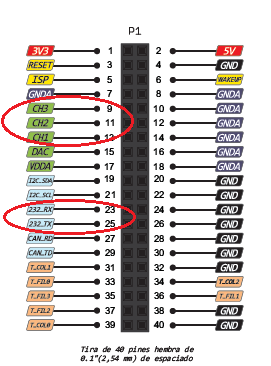 P1
3V3 1 2 5V
RESET 3 4 GND
ISP 5 6 WAKEUP
GNDA 7 8 GNDA
CH3 9 10 GNDA
CH2 11 12 GNDA
CH1 13 14 GNDA
DAC 15 16 GNDA
VDDA 17 18 GNDA
I2C_SDA 19 20 GND
I2C_SCL 21 22 GND
232_RX 23 24 GND
232_TX 25 26 GND
CAN_RD 27 28 GND
CAN_TD 29 30 GND
T_COL1 31 32 GND
T_FIL0 33 34 T_COL2
T_FIL3 35 36 T_FIL1
T_FIL2 37 38 GND
T_COL0 39 40 GND
Tira de 40 pines hembra de
0.1"(2,54 mm) de espaciado